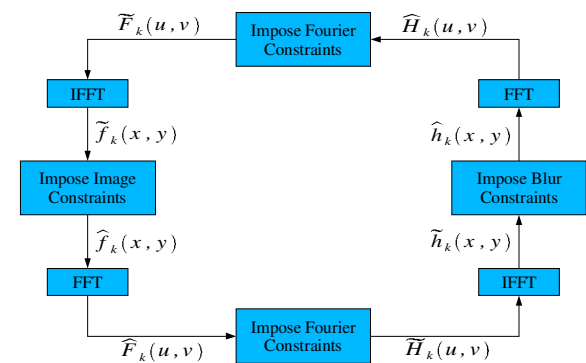 F̃_k(u,v)
Impose Fourier
Constraints
Ĥ_k(u,v)
IFFT
FFT
f̃_k(x,y)
ĥ_k(x,y)
Impose Image
Constraints
Impose Blur
Constraints
f̂_k(x,y)
h̃_k(x,y)
FFT
IFFT
F̂_k(u,v)
Impose Fourier
Constraints
H̃_k(u,v)